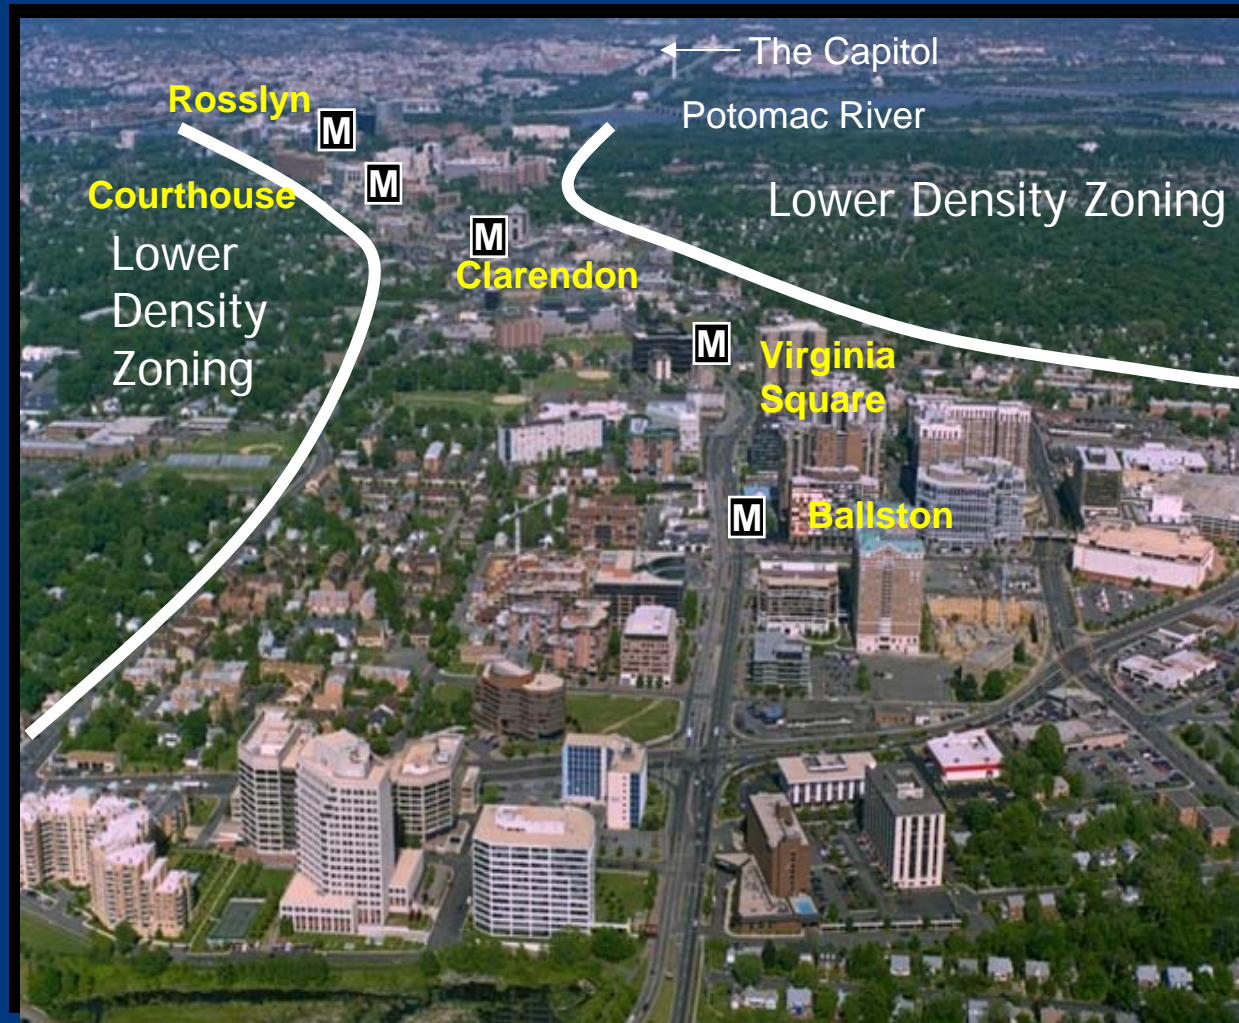 The Capitol
Rosslyn
M
Potomac River
Courthouse
M
Lower Density Zoning
Lower
Density
Zoning
M
Clarendon
M
Virginia
Square
M
Ballston